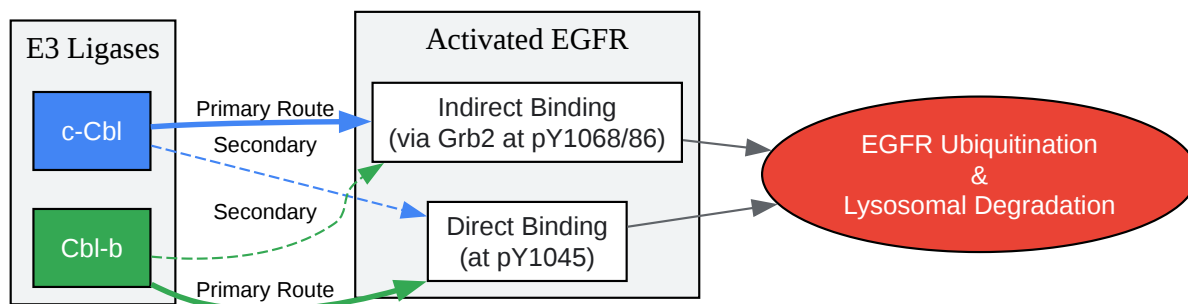 E3 Ligases
c-Cbl
Cbl-b
Primary Route
Secondary
Secondary
Primary Route
Activated EGFR
Indirect Binding
(via Grb2 at pY1068/86)
Direct Binding
(at pY1045)
EGFR Ubiquitination
&
Lysosomal Degradation